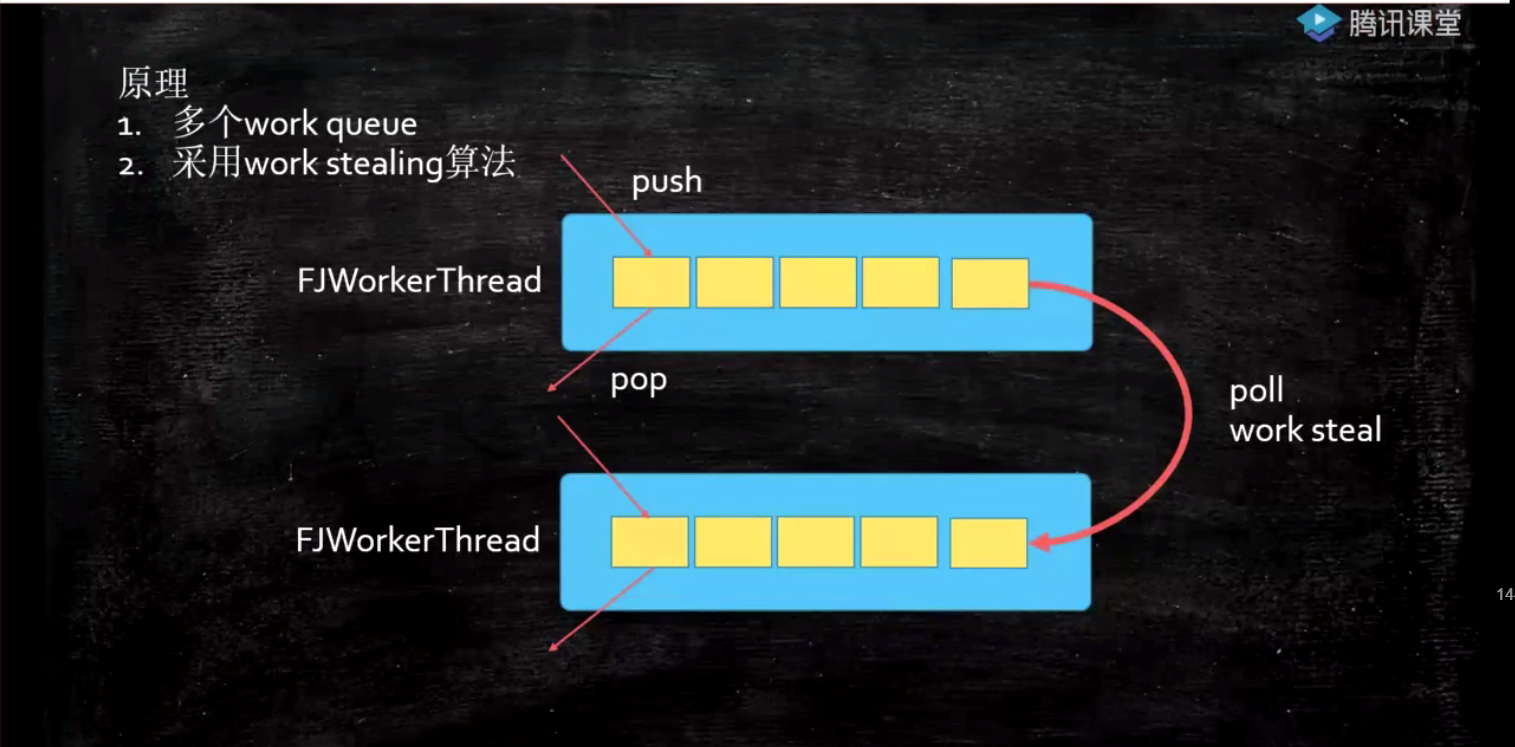 腾讯课堂
原理
1. 多个work queue
2. 采用work stealing算法
push
FJWorkerThread
pop
poll
work steal
FJWorkerThread
14